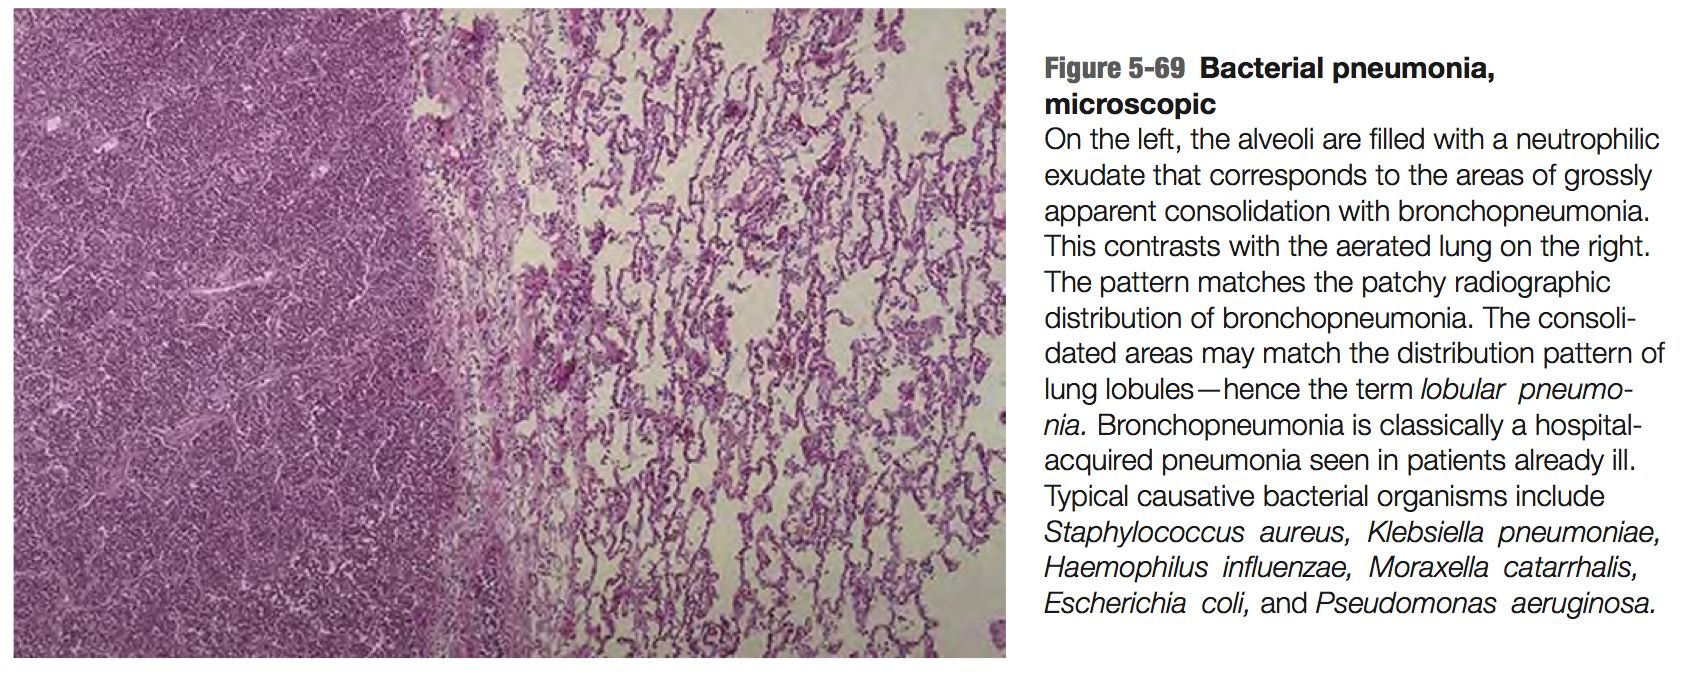 Figure 5-69 Bacterial pneumonia,
microscopic
On the left, the alveoli are filled with a neutrophilic
exudate that corresponds to the areas of grossly
apparent consolidation with bronchopneumonia.
This contrasts with the aerated lung on the right.
The pattern matches the patchy radiographic
distribution of bronchopneumonia. The consoli-
dated areas may match the distribution pattern of
lung lobules—hence the term lobular pneumo-
nia. Bronchopneumonia is classically a hospital-
acquired pneumonia seen in patients already ill.
Typical causative bacterial organisms include
Staphylococcus aureus, Klebsiella pneumoniae,
Haemophilus influenzae, Moraxella catarrhalis,
Escherichia coli, and Pseudomonas aeruginosa.